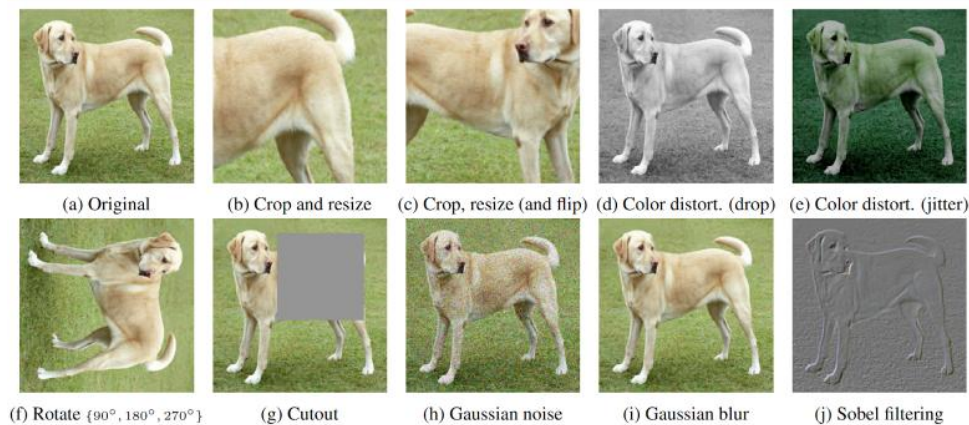 (a) Original
(b) Crop and resize
(c) Crop, resize (and flip)
(d) Color distort. (drop)
(e) Color distort. (jitter)
(f) Rotate {90°, 180°, 270°}
(g) Cutout
(h) Gaussian noise
(i) Gaussian blur
(j) Sobel filtering